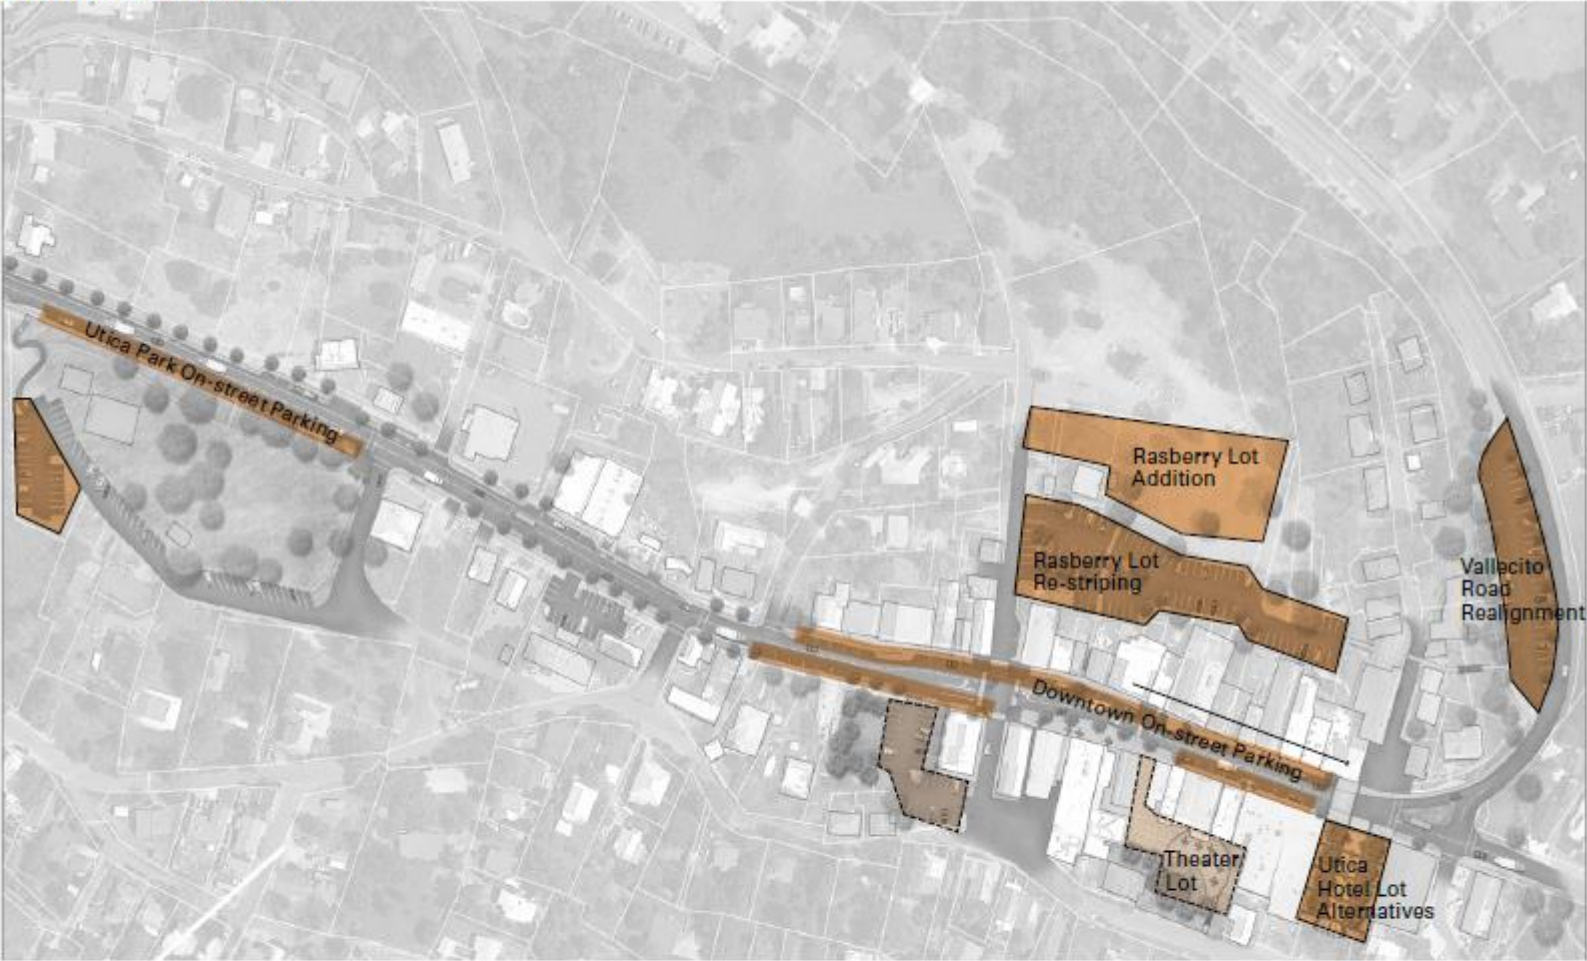 Utica Park On-street Parking
Rasberry Lot
Addition
Rasberry Lot
Re-striping
Vallecito
Road
Realignment
Downtown On-street Parking
Theater
Lot
Utica
Hotel Lot
Alternatives